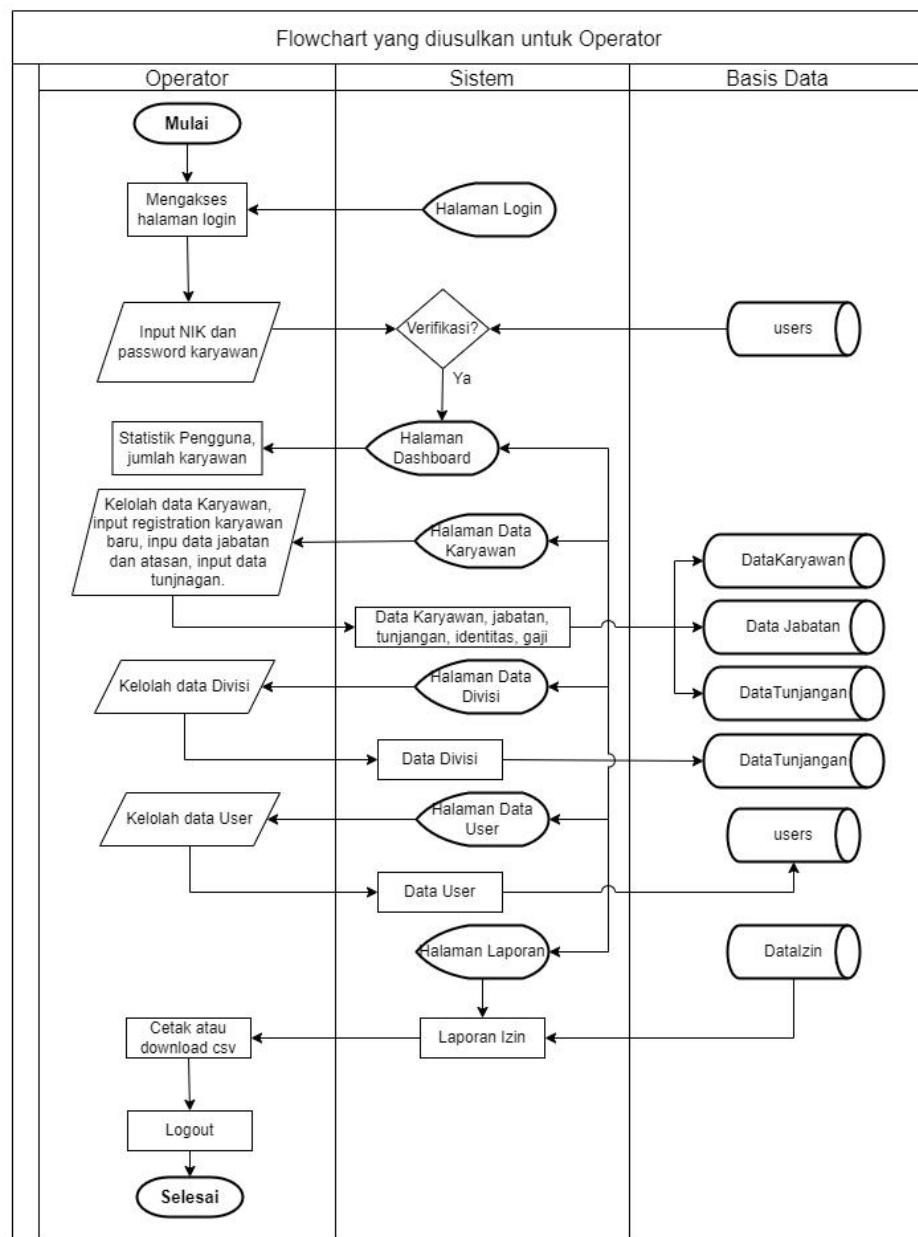 Flowchart yang diusulkan untuk Operator
Operator
Sistem
Basis Data
Mulai
Mengakses
halaman login
Halaman Login
Input NIK dan
password karyawan
Verifikasi?
users
Ya
Statistik Pengguna,
jumlah karyawan
Halaman
Dashboard
Kelolah data Karyawan,
input registration karyawan
baru, inpu data jabatan
dan atasan, input data
tunjnagan.
Halaman Data
Karyawan
DataKaryawan
Data Karyawan, jabatan,
tunjangan, identitas, gaji
Data Jabatan
Kelolah data Divisi
Halaman Data
Divisi
DataTunjangan
Data Divisi
DataTunjangan
Kelolah data User
Halaman Data
User
users
Data User
Halaman Laporan
DataIzin
Cetak atau
download csv
Laporan Izin
Logout
Selesai